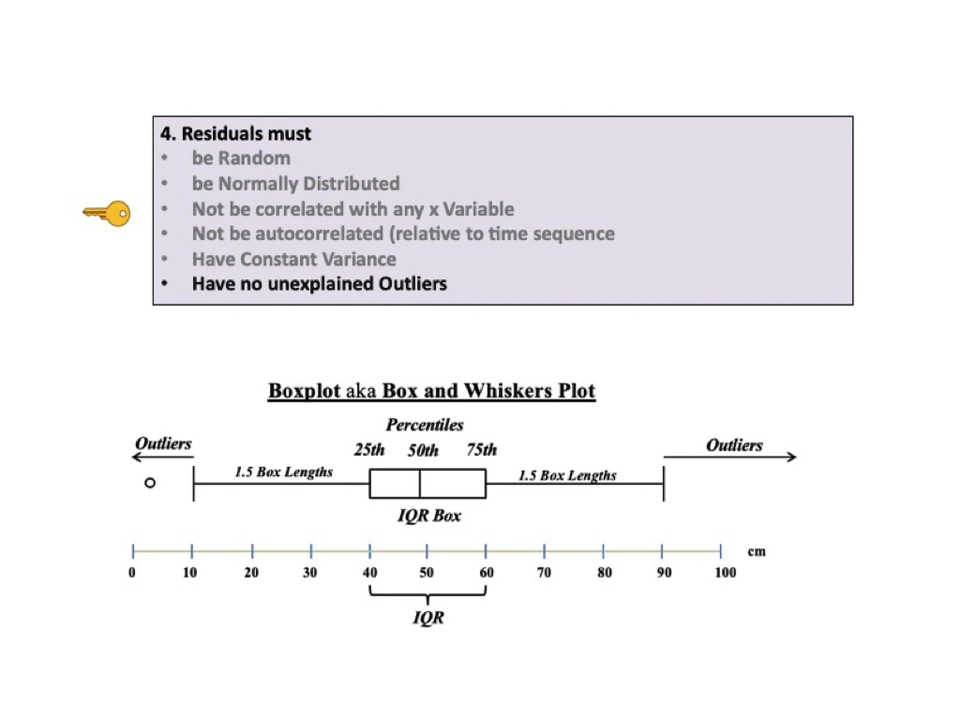 4. Residuals must
• be Random
• be Normally Distributed
• Not be correlated with any x Variable
• Not be autocorrelated (relative to time sequence
• Have Constant Variance
• Have no unexplained Outliers
Boxplot aka Box and Whiskers Plot
Percentiles
Outliers 25th 50th 75th Outliers
1.5 Box Lengths 1.5 Box Lengths
IQR Box
cm
0 10 20 30 40 50 60 70 80 90 100
IQR